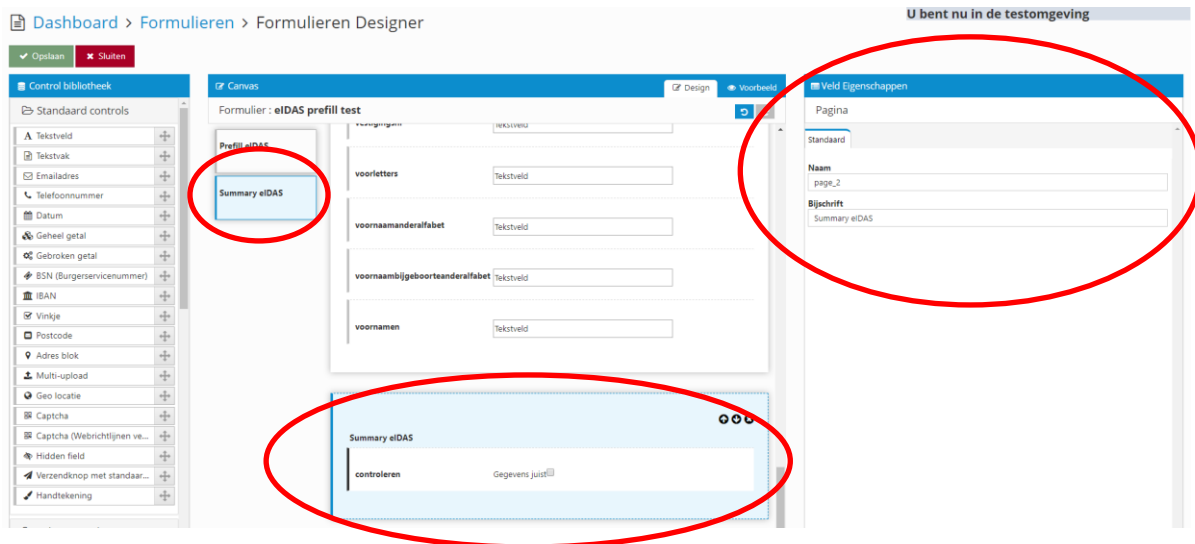 U bent nu in de testomgeving
Dashboard > Formulieren > Formulieren Designer
Opslaan
Sluiten
Control bibliotheek
Standaard controls
Tekstveld
Tekstvak
Emailadres
Telefoonnummer
Datum
Geheel getal
Gebroken getal
BSN (Burgerservicenummer)
IBAN
Vinkje
Postcode
Adres blok
Multi-upload
Geo locatie
Captcha
Captcha (Webrichtlijnen ve...
Hidden field
Verzendknop met standaar...
Handtekening
Canvas
Design
Voorbeeld
Formulier : eIDAS prefill test
Prefill eIDAS
Summary eIDAS
Tekstveld
voorletters
Tekstveld
voornaamanderalfabet
Tekstveld
voornaambijgeboorteanderalfabet
Tekstveld
voornamen
Tekstveld
Summary eIDAS
controleren
Gegevens juist
Veld Eigenschappen
Pagina
Standaard
Naam
page_2
Bijschrift
Summary eIDAS